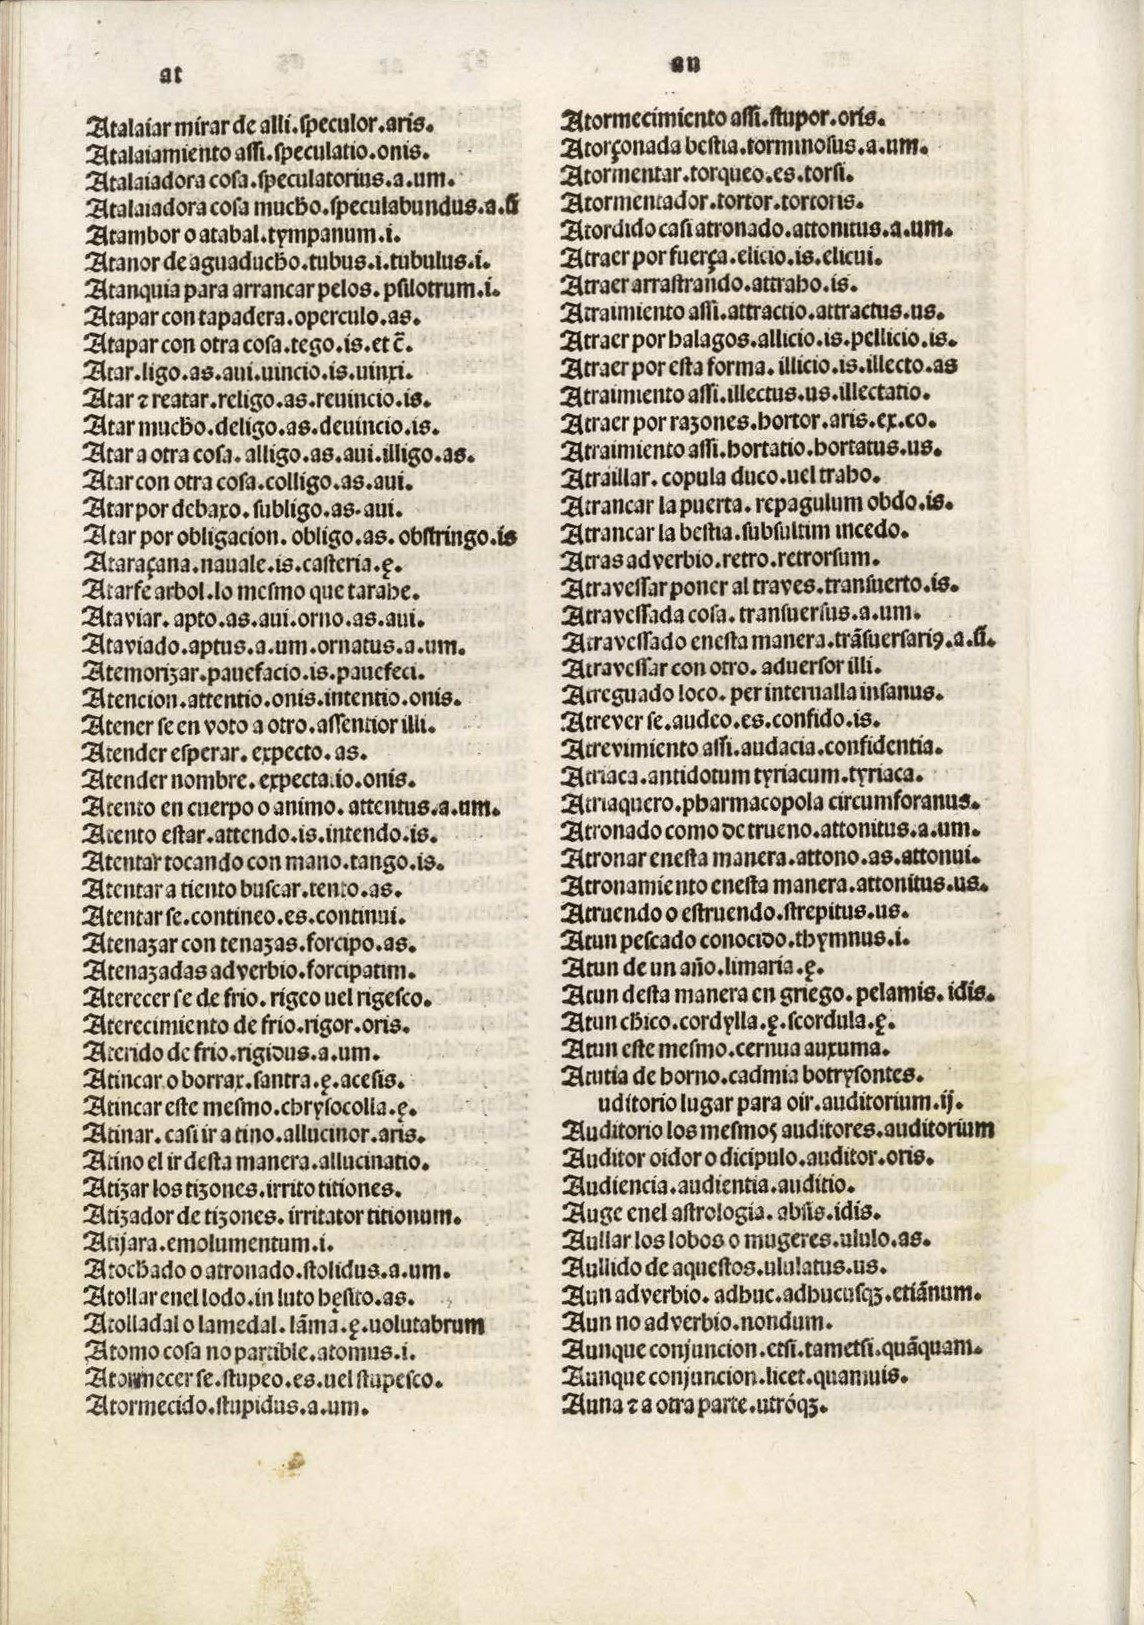 at
Atalaiar mirar de alli.speculor.aris.
Atalaiamiento assi.speculatio.onis.
Atalaiadora cosa.speculatorius.a.um.
Atalaiadora cosa mucho.speculabundus.a.ũ
Atambor o atabal.tympanum.i.
Atanor de aguaducho.tubus.i.tubulus.i.
Atanquia para arrancar pelos.psilotrum.i.
Atapar con tapadera.operculo.as.
Atapar con otra cosa.tego.is.et c̃.
Atar.ligo.as.aui.uincio.is.uinxi.
Atar ⁊ reatar.religo.as.reuincio.is.
Atar mucho.deligo.as.deuincio.is.
Atar a otra cosa.alligo.as.aui.illigo.as.
Atar con otra cosa.colligo.as.aui.
Atar por debaxo.subligo.as.aui.
Atar por obligacion.obligo.as.obstringo.is
Ataraçana.nauale.is.casteria.ę.
Atarfe arbol.lo mesmo que tarahe.
Ataviar.apto.as.aui.orno.as.aui.
Ataviado.aptus.a.um.ornatus.a.um.
Atemorizar.pauefacio.is.pauefeci.
Atencion.attentio.onis.intentio.onis.
Atener se en voto a otro.assentior illi.
Atender esperar.expecto.as.
Atender nombre.expectatio.onis.
Atento en cuerpo o animo.attentus.a.um.
Atento estar.attendo.is.intendo.is.
Atentar tocando con mano.tango.is.
Atentar a tiento buscar.tento.as.
Atentar se.contineo.es.continui.
Atenazar con tenazas.forcipo.as.
Atenazadas adverbio.forcipatim.
Aterecer se de frio.rigeo uel rigesco.
Aterecimiento de frio.rigor.oris.
Aterido de frio.rigidus.a.um.
Atincar o borrax.santra.ę.acesis.
Atincar este mesmo.chrysocolla.ę.
Atinar.casi ir a tino.allucinor.aris.
Atino el ir desta manera.allucinatio.
Atizar los tizones.irrito titiones.
Atizador de tizones.irritator titionum.
Atijara.emolumentum.i.
Atochado o atronado.stolidus.a.um.
Atollar enel lodo.in luto hęsito.as.
Atolladal o lamedal.lãma.ę.uolutabrum
Atomo cosa no partible.atomus.i.
Atormecer se.stupeo.es.uel stupesco.
Atormecido.stupidus.a.um.
au
Atormecimiento assi.stupor.oris.
Atorçonada bestia.torminosus.a.um.
Atormentar.torqueo.es.torsi.
Atormentador.tortor.tortoris.
Atordido casi atronado.attonitus.a.um.
Atraer por fuerça.elicio.is.elicui.
Atraer arrastrando.attraho.is.
Atraimiento assi.attractio.attractus.us.
Atraer por halagos.allicio.is.pellicio.is.
Atraer por esta forma.illicio.is.illecto.as
Atraimiento assi.illectus.us.illectatio.
Atraer por razones.hortor.aris.ex.co.
Atraimiento assi.hortatio.hortatus.us.
Atraillar.copula duco.uel traho.
Atrancar la puerta.repagulum obdo.is.
Atrancar la bestia.subsultim incedo.
Atras adverbio.retro.retrorsum.
Atravessar poner al traves.transuerto.is.
Atravessada cosa.transuersus.a.um.
Atravessado enesta manera.trãsuersariꝰ.a.ũ.
Atravessar con otro.aduersor illi.
Atreguado loco.per interualla insanus.
Atrever se.audeo.es.confido.is.
Atrevimiento assi.audacia.confidentia.
Atriaca.antidotum tyriacum.tyriaca.
Atriaquero.pharmacopola circumforanus.
Atronado como de trueno.attonitus.a.um.
Atronar enesta manera.attono.as.attonui.
Atronamiento enesta manera.attonitus.us.
Atruendo o estruendo.strepitus.us.
Atun pescado conocido.thymnus.i.
Atun de un año.limaria.ę.
Atun desta manera en griego.pelamis.idis.
Atun chico.cordylla.ę.scordula.ę.
Atun este mesmo.cernua auxuma.
Acutia de horno.cadmia botrysontes.
uditorio lugar para oir.auditorium.ij.
Auditorio los mesmos auditores.auditorium
Auditor oidor o dicipulo.auditor.oris.
Audiencia.audientia.auditio.
Auge enel astrologia.absis.idis.
Aullar los lobos o mugeres.ululo.as.
Aullido de aquestos.ululatus.us.
Aun adverbio.adhuc.adhucusqꝫ.etiãnum.
Aun no adverbio.nondum.
Aunque conjuncion.etsi.tametsi.quãquam.
Aunque conjuncion.licet.quamuis.
Auna ⁊ a otra parte.utróqꝫ.